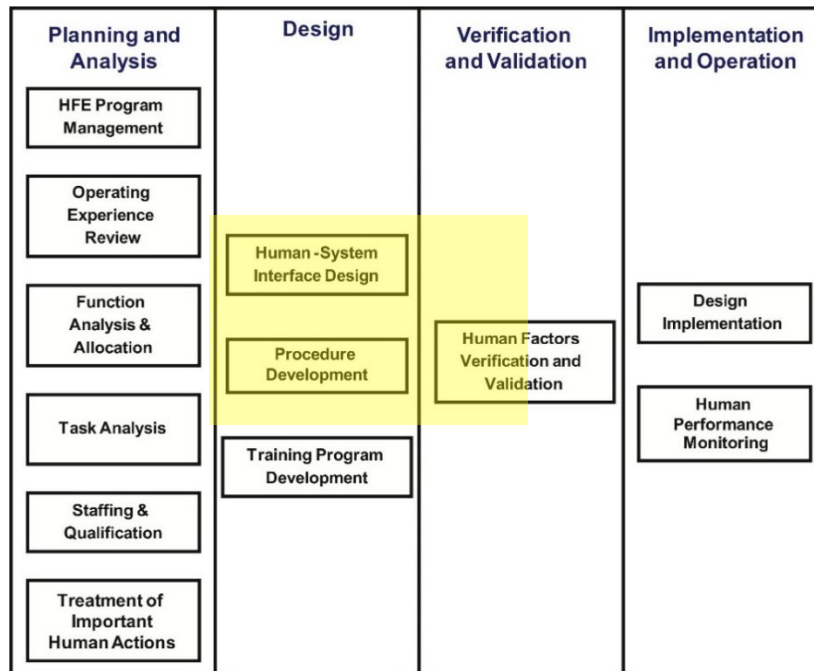 Planning and
Analysis
HFE Program
Management
Operating
Experience
Review
Function
Analysis &
Allocation
Task Analysis
Staffing &
Qualification
Treatment of
Important
Human Actions
Design
Human -System
Interface Design
Procedure
Development
Training Program
Development
Verification
and Validation
Human Factors
Verification and
Validation
Implementation
and Operation
Design
Implementation
Human
Performance
Monitoring